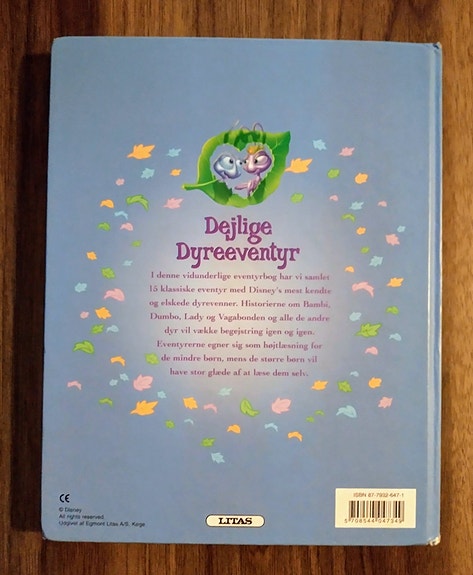 Dejlige
Dyreeventyr
I denne vidunderlige eventyrbog har vi samlet
15 klassiske eventyr med Disney's mest kendte
og elskede dyrevenner. Historierne om Bambi,
Dumbo, Lady og Vagabonden og alle de andre
dyr vil vække begejstring igen og igen.
Eventyrerne egner sig som højtlæsning for
de mindre børn, mens de større børn vil
have stor glæde af at læse dem selv.
CE
© Disney
All rights reserved
Udgivet af Egmont Litas A/S, Køge
LITAS
ISBN 87-7932-647-1
5 708544 047349